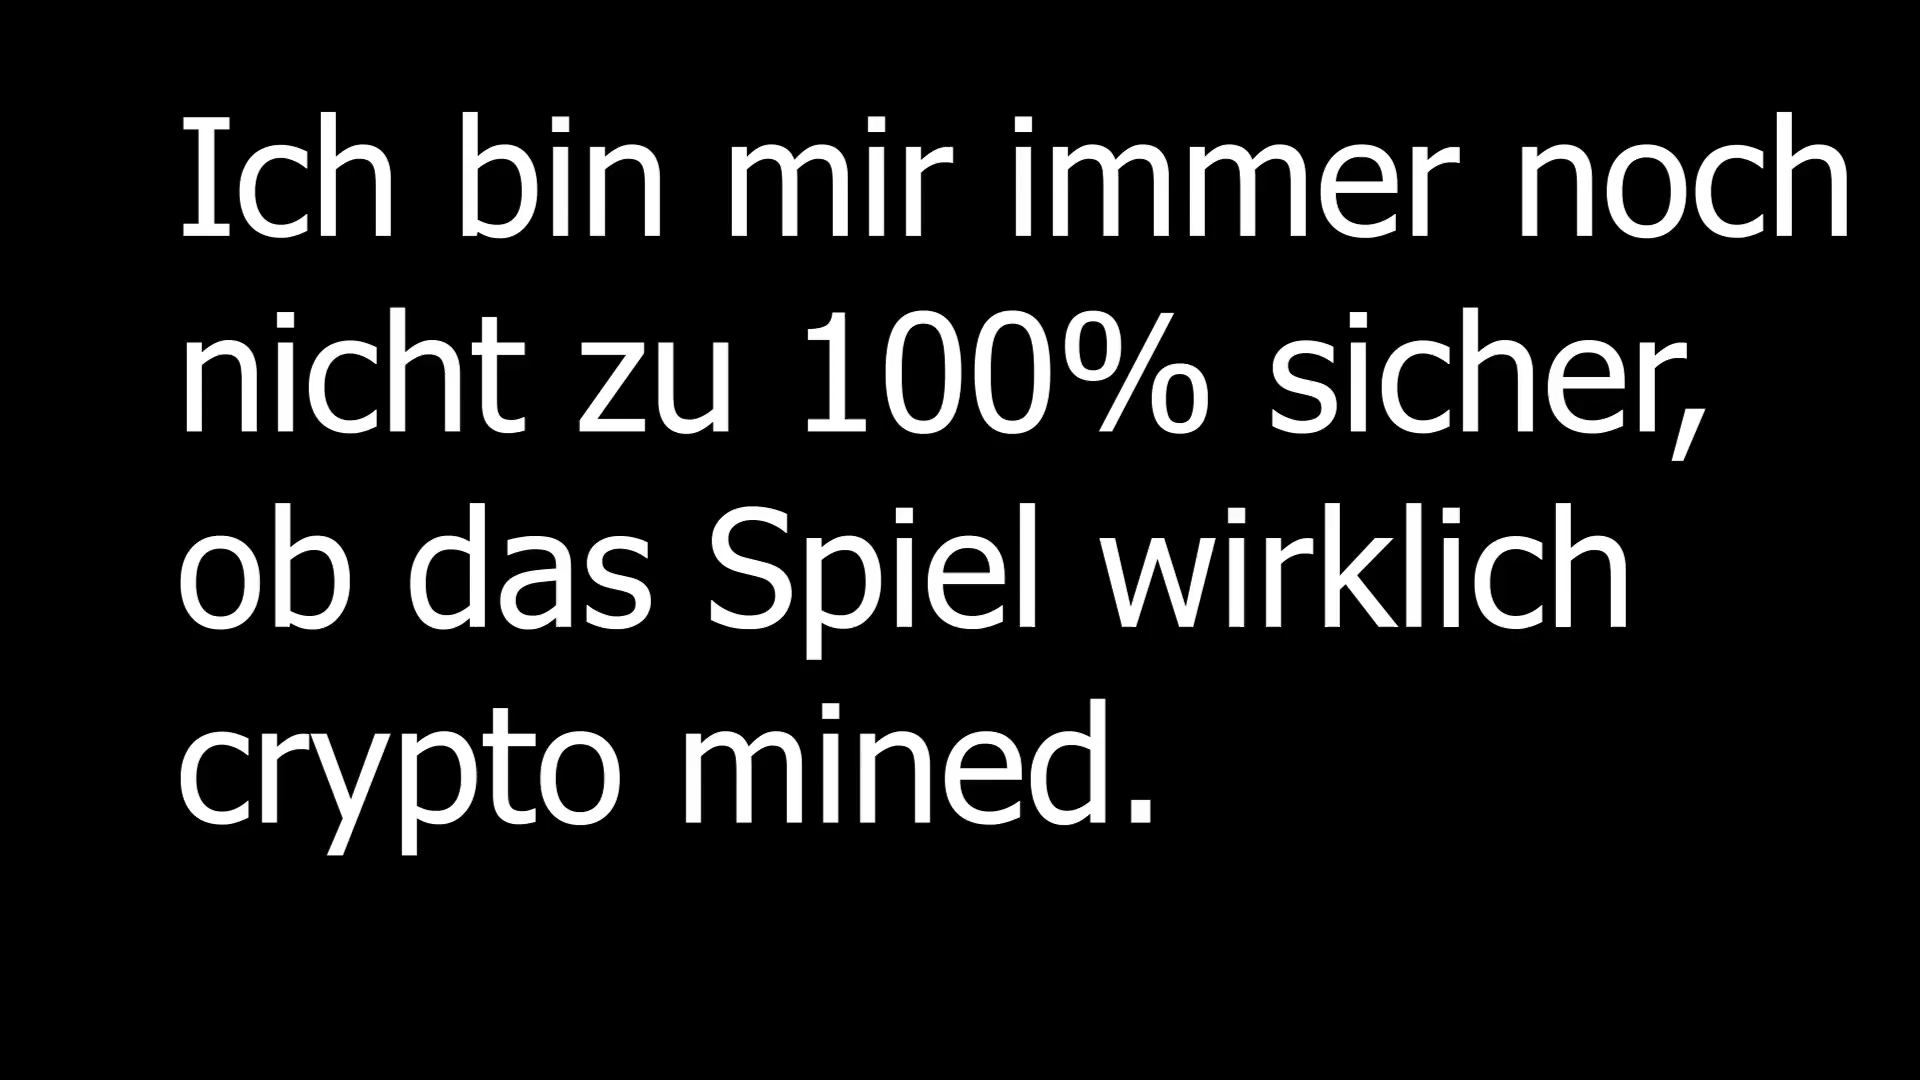 Ich bin mir immer noch
nicht zu 100% sicher,
ob das Spiel wirklich
crypto mined.